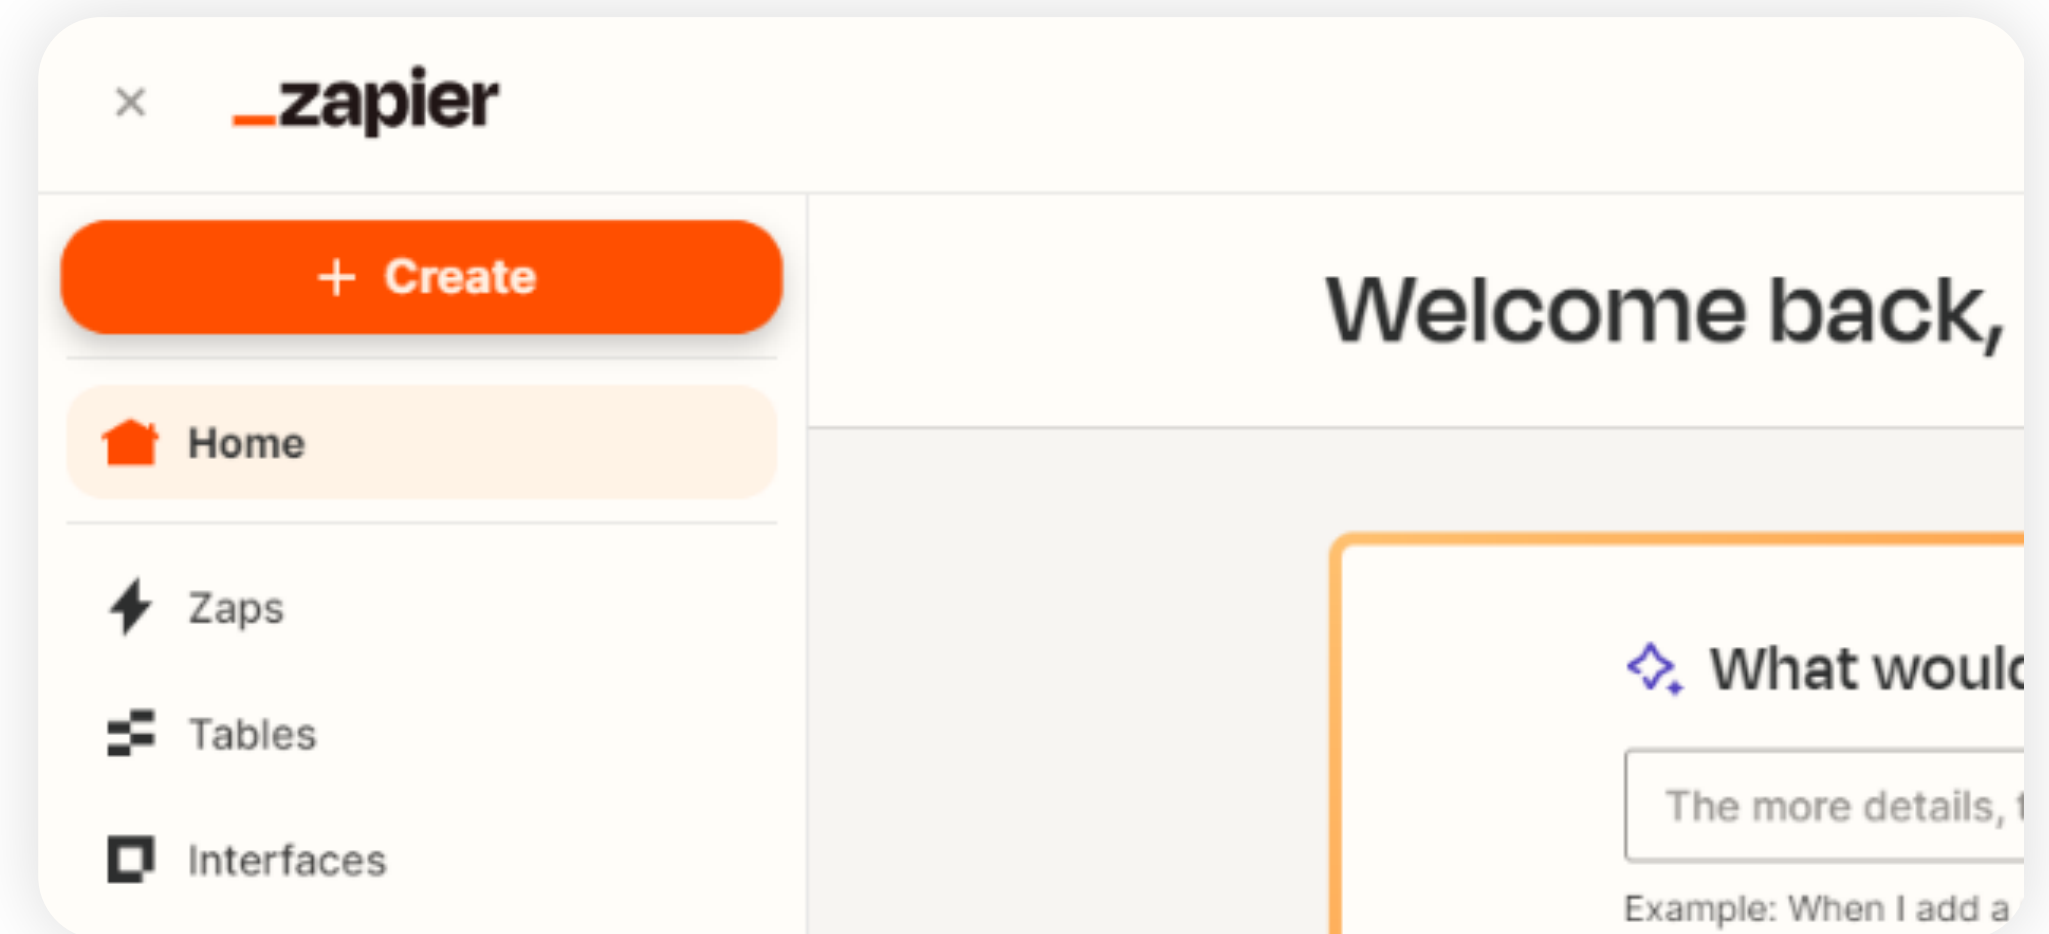 _zapier
+ Create
Home
Zaps
Tables
Interfaces
Welcome back,
What would
The more details,
Example: When I add a